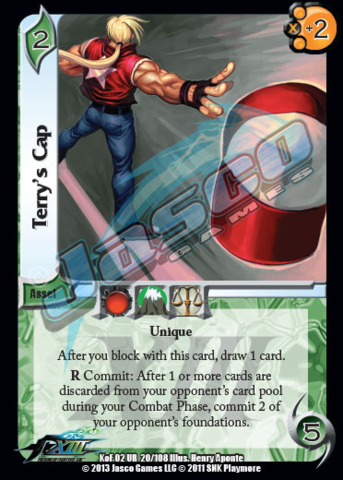 2
X +2
Terry's Cap
JASCO
GAMES
Asset
Unique
After you block with this card, draw 1 card.
R Commit: After 1 or more cards are
discarded from your opponent's card pool
during your Combat Phase, commit 2 of
your opponent's foundations.
5
XIII
KoF.02 UR 20/108 Illus. Henry Aponte
© 2013 Jasco Games LLC © 2011 SNK Playmore